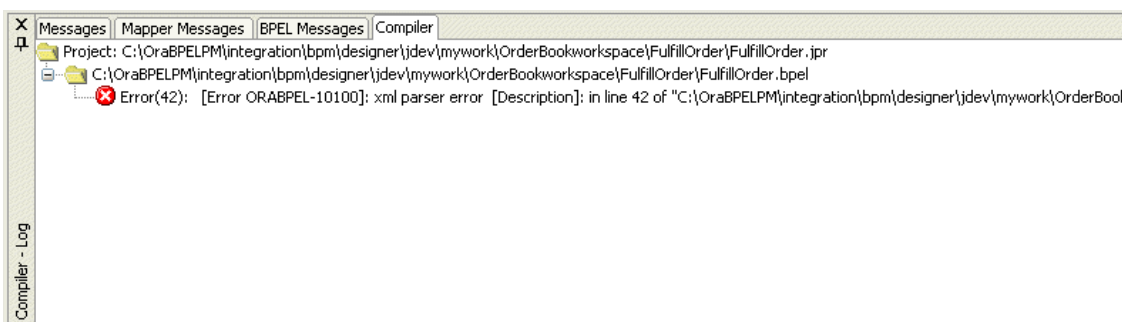 Messages Mapper Messages BPEL Messages Compiler
Project: C:\OraBPELPM\integration\bpm\designer\jdev\mywork\OrderBookworkspace\FulfillOrder\FulfillOrder.jpr
C:\OraBPELPM\integration\bpm\designer\jdev\mywork\OrderBookworkspace\FulfillOrder\FulfillOrder.bpel
Error(42): [Error ORABPEL-10100]: xml parser error [Description]: in line 42 of "C:\OraBPELPM\integration\bpm\designer\jdev\mywork\OrderBook
Compiler - Log